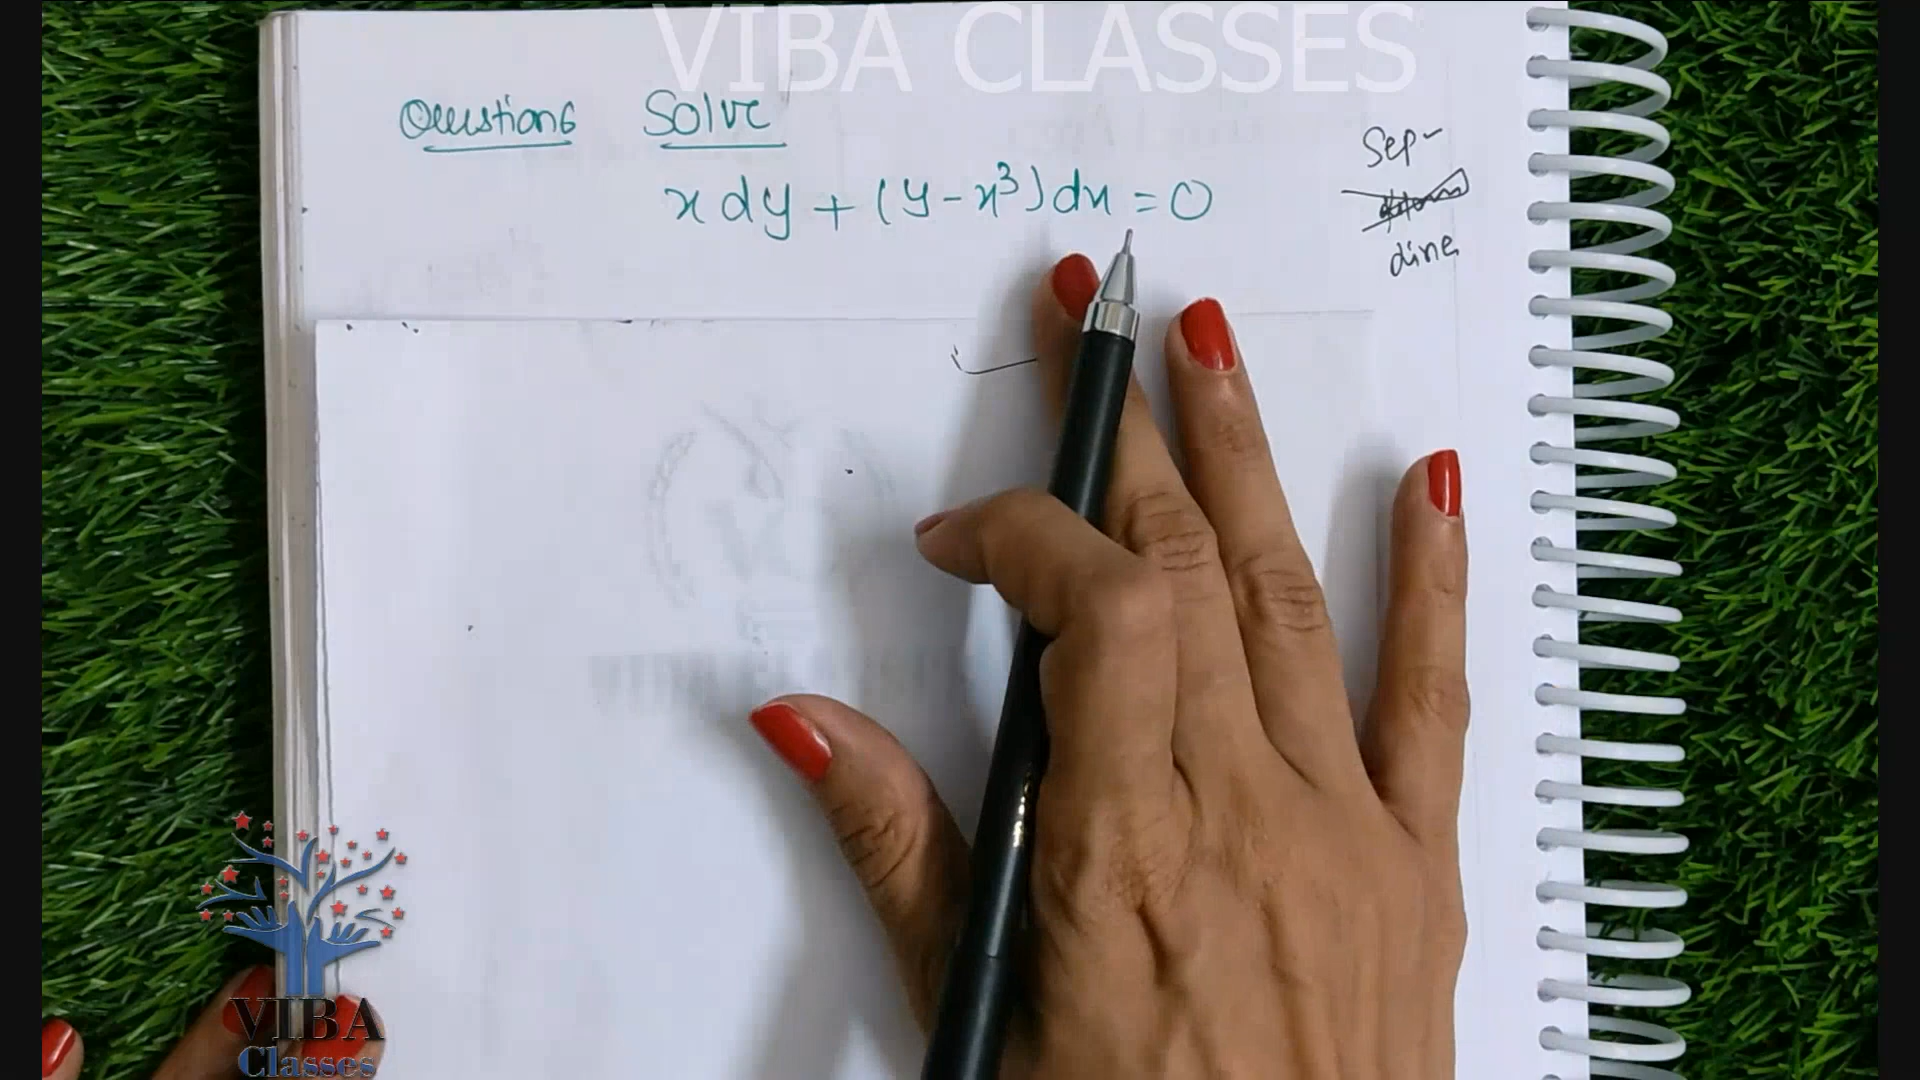 VIBA CLASSES
Questions Solve
x dy + (y - x³) dx = 0
Sep-
dine
VIBA
Classes